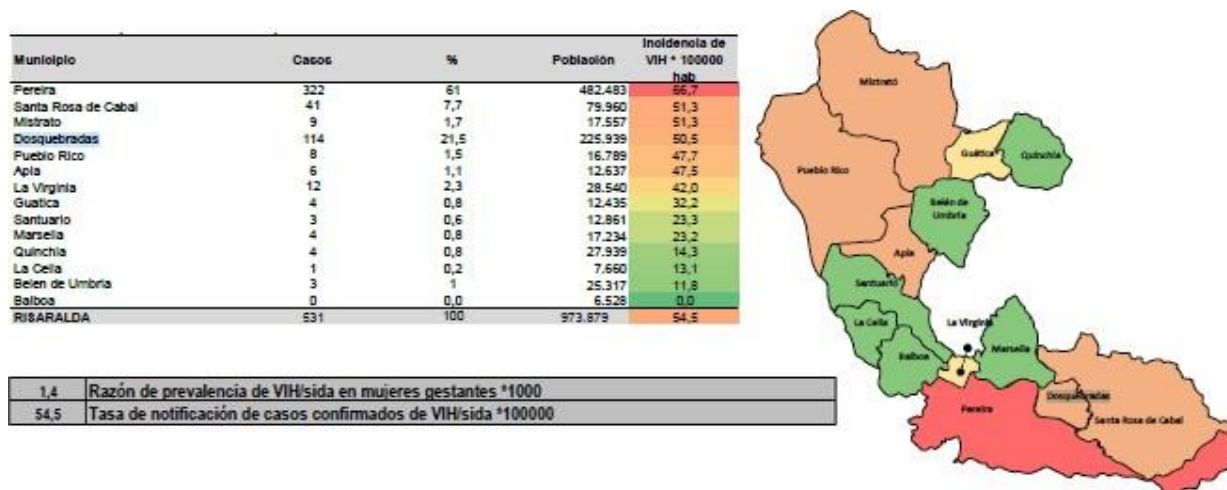 Municipio Casos % Población Incidencia de VIH * 100000 hab
Pereira 322 61 482.483 66,7
Santa Rosa de Cabal 41 7,7 79.960 51,3
Mistrato 9 1,7 17.557 51,3
Dosquebradas 114 21,5 225.939 50,5
Pueblo Rico 8 1,5 16.789 47,7
Apia 6 1,1 12.637 47,5
La Virginia 12 2,3 28.540 42,0
Guatica 4 0,8 12.435 32,2
Santuario 3 0,6 12.861 23,3
Marsella 4 0,8 17.234 23,2
Quinchia 4 0,8 27.939 14,3
La Celia 1 0,2 7.660 13,1
Belen de Umbria 3 1 25.317 11,8
Balboa 0 0,0 6.528 0,0
RISARALDA 531 100 973.879 54,5
1,4 Razón de prevalencia de VIH/sida en mujeres gestantes *1000
54,5 Tasa de notificación de casos confirmados de VIH/sida *100000
Mistrató
Guática
Quinchía
Pueblo Rico
Belén de
Umbría
Apía
Santuario
La Celia
La Virginia
Balboa
Marsella
Dosquebradas
Pereira
Santa Rosa de Cabal